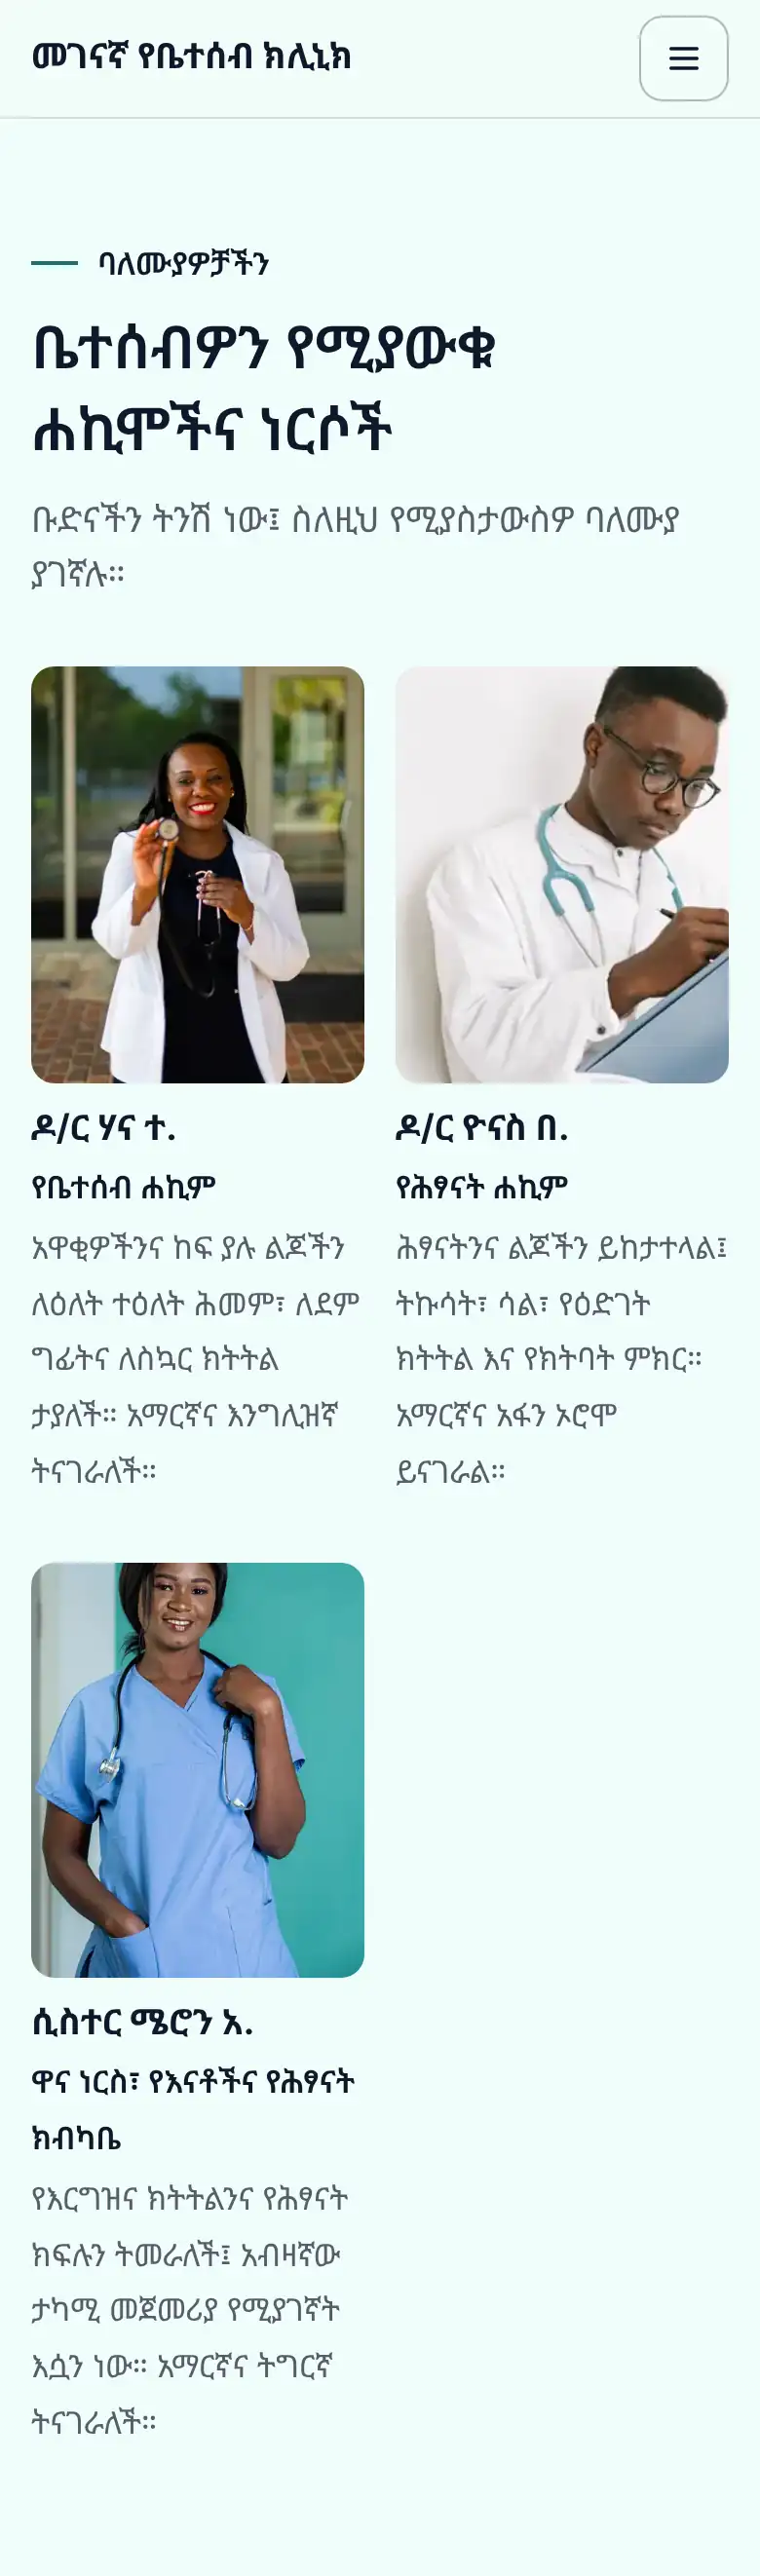 መገናኛ የቤተሰብ ክሊኒክ
ባለሙያዎቻችን
ቤተሰብዎን የሚያውቁ
ሐኪሞችና ነርሶች
ቡድናችን ትንሽ ነው፤ ስለዚህ የሚያስታውስዎ ባለሙያ
ያገኛሉ።
ዶ/ር ሃና ተ.
የቤተሰብ ሐኪም
አዋቂዎችንና ከፍ ያሉ ልጆችን
ለዕለት ተዕለት ሕመም፣ ለደም
ግፊትና ለስኳር ክትትል
ታያለች። አማርኛና እንግሊዝኛ
ትናገራለች።
ዶ/ር ዮናስ በ.
የሕፃናት ሐኪም
ሕፃናትንና ልጆችን ይከታተላል፤
ትኩሳት፣ ሳል፣ የዕድገት
ክትትል እና የክትባት ምክር።
አማርኛና አፋን ኦሮሞ
ይናገራል።
ሲስተር ሜሮን አ.
ዋና ነርስ፣ የእናቶችና የሕፃናት
ክብካቤ
የእርግዝና ክትትልንና የሕፃናት
ክፍሉን ትመራለች፤ አብዛኛው
ታካሚ መጀመሪያ የሚያገኛት
እሷን ነው። አማርኛና ትግርኛ
ትናገራለች።